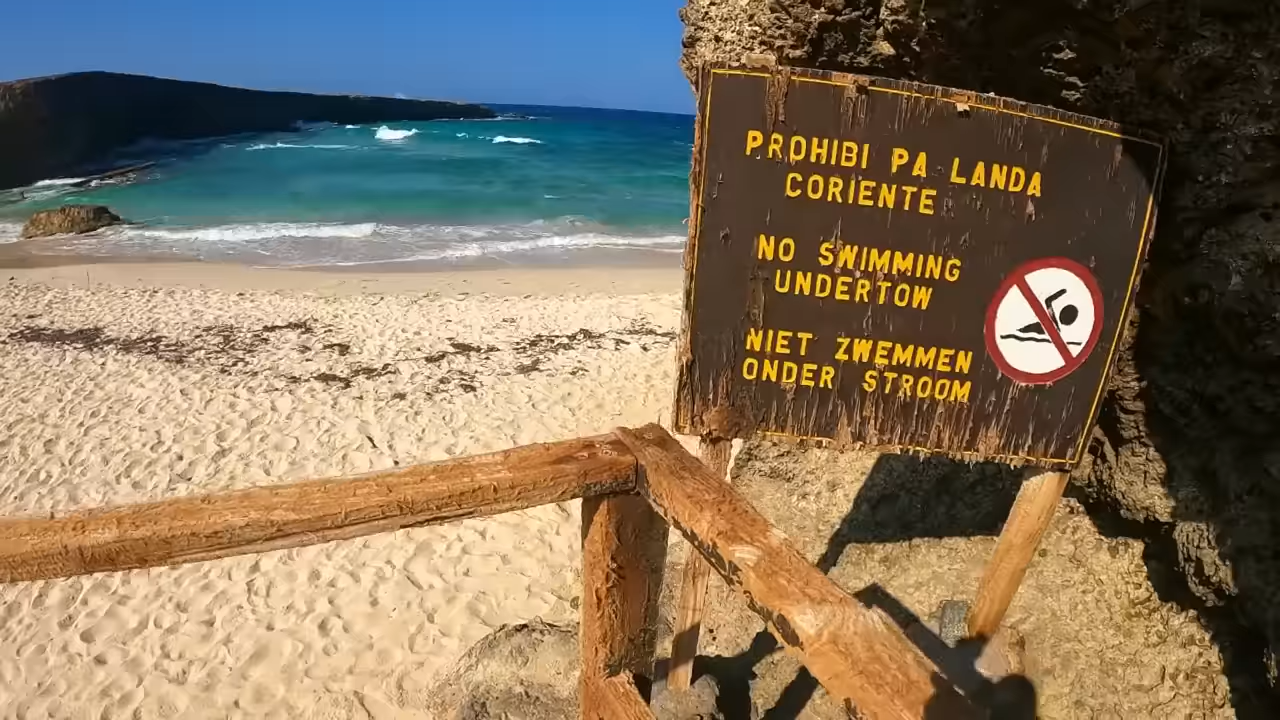 PROHIBI PA LANDA
CORIENTE
NO SWIMMING
UNDERTOW
NIET ZWEMMEN
ONDER STROOM